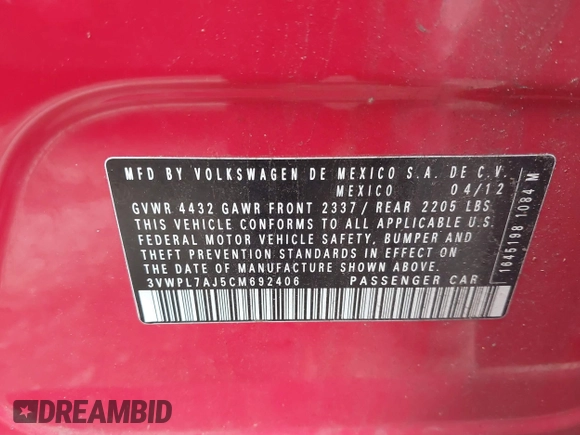 MFD BY VOLKSWAGEN DE MEXICO S.A. DE C.V.
MEXICO 04/12
GVWR 4432 GAWR FRONT 2337/ REAR 2205 LBS
THIS VEHICLE CONFORMS TO ALL APPLICABLE U.S.
FEDERAL MOTOR VEHICLE SAFETY, BUMPER AND
THEFT PREVENTION STANDARDS IN EFFECT ON THE
DATE OF MANUFACTURE SHOWN ABOVE.
3VWPL7AJ5CM692406 PASSENGER CAR
1645198 1084 M
DREAMBID